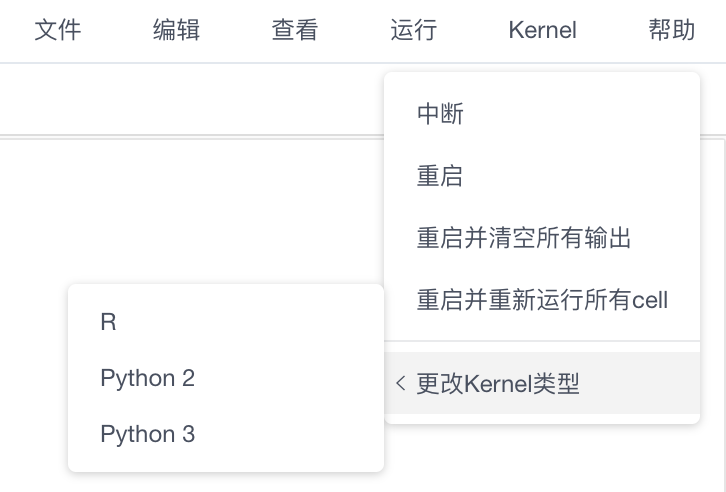 文件 编辑 查看 运行 Kernel 帮助
中断
重启
重启并清空所有输出
重启并重新运行所有cell
更改Kernel类型
R
Python 2
Python 3